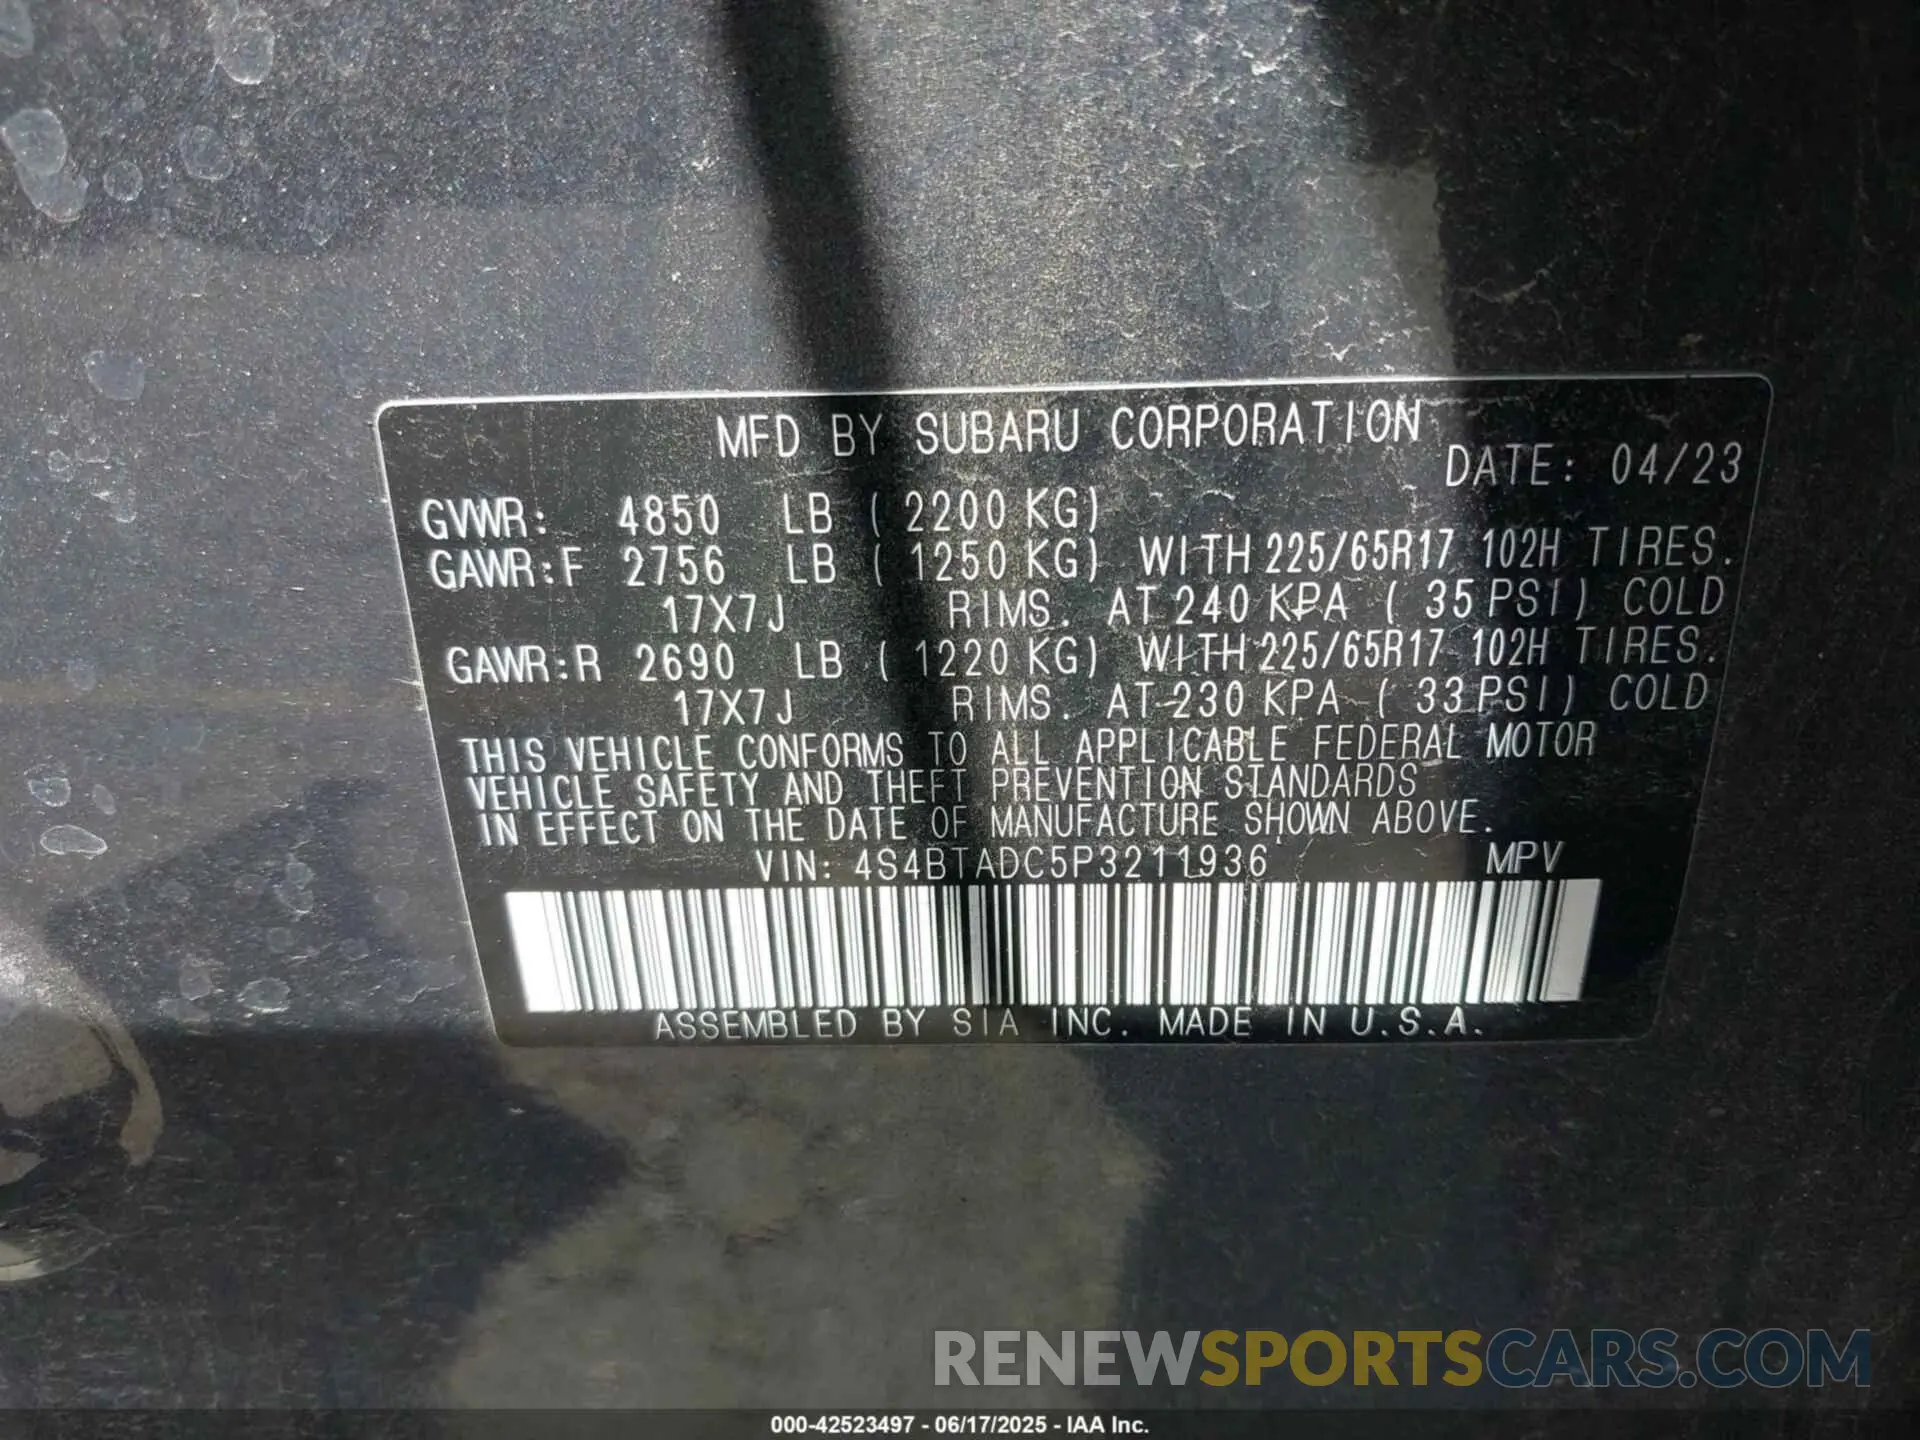 MFD BY SUBARU CORPORATION
DATE: 04/23
GVWR: 4850 LB ( 2200 KG)
GAWR:F 2756 LB ( 1250 KG) WITH 225/65R17 102H TIRES.
17X7J RIMS. AT 240 KPA ( 35 PSI) COLD
GAWR:R 2690 LB ( 1220 KG) WITH 225/65R17 102H TIRES.
17X7J RIMS. AT 230 KPA ( 33 PSI) COLD
THIS VEHICLE CONFORMS TO ALL APPLICABLE FEDERAL MOTOR
VEHICLE SAFETY AND THEFT PREVENTION STANDARDS
IN EFFECT ON THE DATE OF MANUFACTURE SHOWN ABOVE.
VIN: 4S4BTADC5P3211936 MPV
ASSEMBLED BY SIA INC. MADE IN U.S.A.
RENEWSPORTSCARS.COM
000-42523497 - 06/17/2025 - IAA Inc.